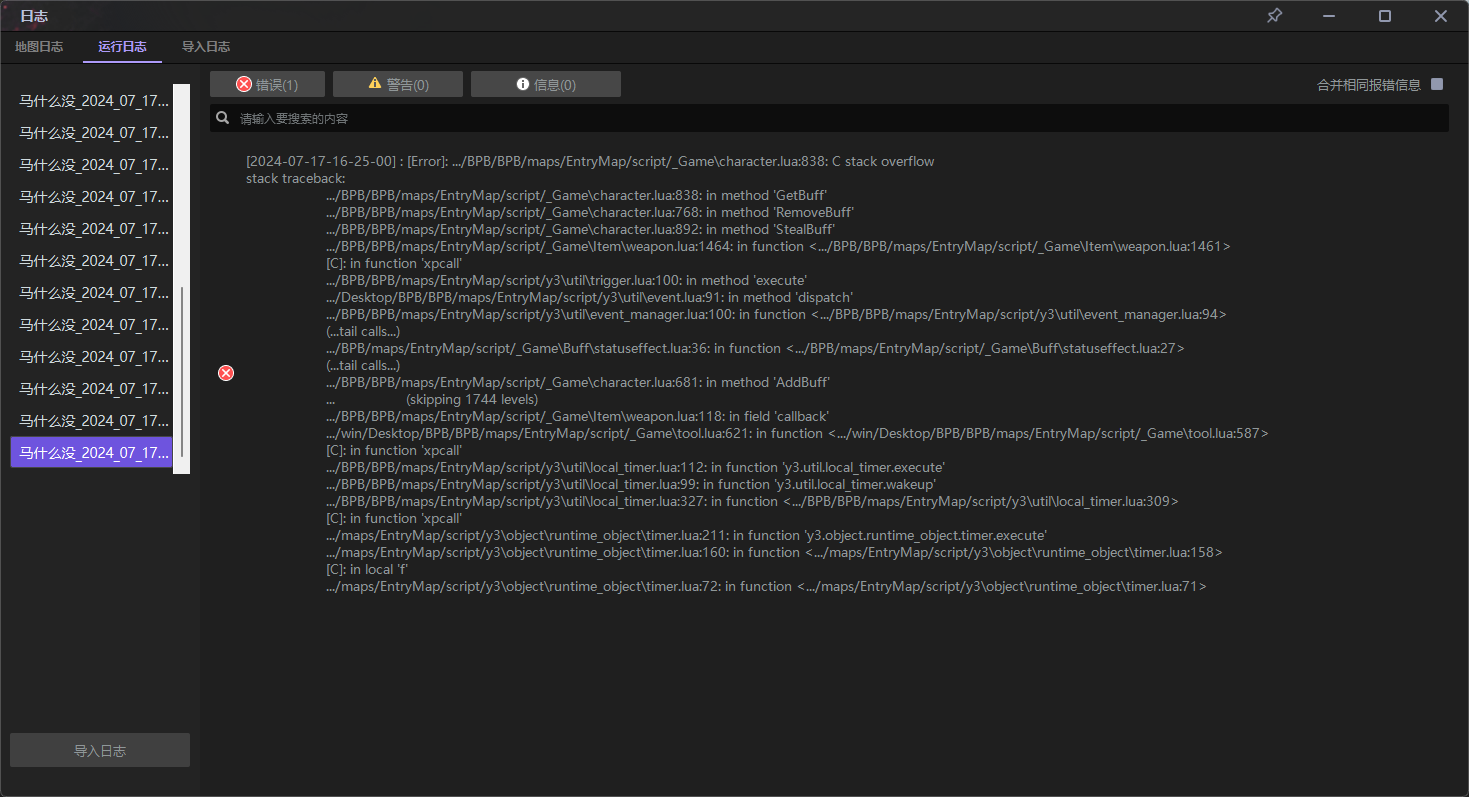 日志
地图日志 运行日志 导入日志
错误(1) 警告(0) 信息(0) 合并相同报错信息
请输入要搜索的内容
马什么没_2024_07_17...
马什么没_2024_07_17...
马什么没_2024_07_17...
马什么没_2024_07_17...
马什么没_2024_07_17...
马什么没_2024_07_17...
马什么没_2024_07_17...
马什么没_2024_07_17...
马什么没_2024_07_17...
马什么没_2024_07_17...
马什么没_2024_07_17...
马什么没_2024_07_17...
导入日志
[2024-07-17-16-25-00] : [Error]: .../BPB/BPB/maps/EntryMap/script/_Game\character.lua:838: C stack overflow
stack traceback:
.../BPB/BPB/maps/EntryMap/script/_Game\character.lua:838: in method 'GetBuff'
.../BPB/BPB/maps/EntryMap/script/_Game\character.lua:768: in method 'RemoveBuff'
.../BPB/BPB/maps/EntryMap/script/_Game\character.lua:892: in method 'StealBuff'
.../BPB/BPB/maps/EntryMap/script/_Game\Item\weapon.lua:1464: in function <.../BPB/BPB/maps/EntryMap/script/_Game\Item\weapon.lua:1461>
[C]: in function 'xpcall'
.../BPB/BPB/maps/EntryMap/script/y3\util\trigger.lua:100: in method 'execute'
.../Desktop/BPB/BPB/maps/EntryMap/script/y3\util\event.lua:91: in method 'dispatch'
.../BPB/BPB/maps/EntryMap/script/y3\util\event_manager.lua:100: in function <.../BPB/BPB/maps/EntryMap/script/y3\util\event_manager.lua:94>
(...tail calls...)
.../BPB/maps/EntryMap/script/_Game\Buff\statuseffect.lua:36: in function <.../BPB/maps/EntryMap/script/_Game\Buff\statuseffect.lua:27>
(...tail calls...)
.../BPB/BPB/maps/EntryMap/script/_Game\character.lua:681: in method 'AddBuff'
... (skipping 1744 levels)
.../BPB/BPB/maps/EntryMap/script/_Game\Item\weapon.lua:118: in field 'callback'
.../win/Desktop/BPB/BPB/maps/EntryMap/script/_Game\tool.lua:621: in function <.../win/Desktop/BPB/BPB/maps/EntryMap/script/_Game\tool.lua:587>
[C]: in function 'xpcall'
.../BPB/BPB/maps/EntryMap/script/y3\util\local_timer.lua:112: in function 'y3.util.local_timer.execute'
.../BPB/BPB/maps/EntryMap/script/y3\util\local_timer.lua:99: in function 'y3.util.local_timer.wakeup'
.../BPB/BPB/maps/EntryMap/script/y3\util\local_timer.lua:327: in function <.../BPB/BPB/maps/EntryMap/script/y3\util\local_timer.lua:309>
[C]: in function 'xpcall'
.../maps/EntryMap/script/y3\object\runtime_object\timer.lua:211: in function 'y3.object.runtime_object.timer.execute'
.../maps/EntryMap/script/y3\object\runtime_object\timer.lua:160: in function <.../maps/EntryMap/script/y3\object\runtime_object\timer.lua:158>
[C]: in local 'f'
.../maps/EntryMap/script/y3\object\runtime_object\timer.lua:72: in function <.../maps/EntryMap/script/y3\object\runtime_object\timer.lua:71>